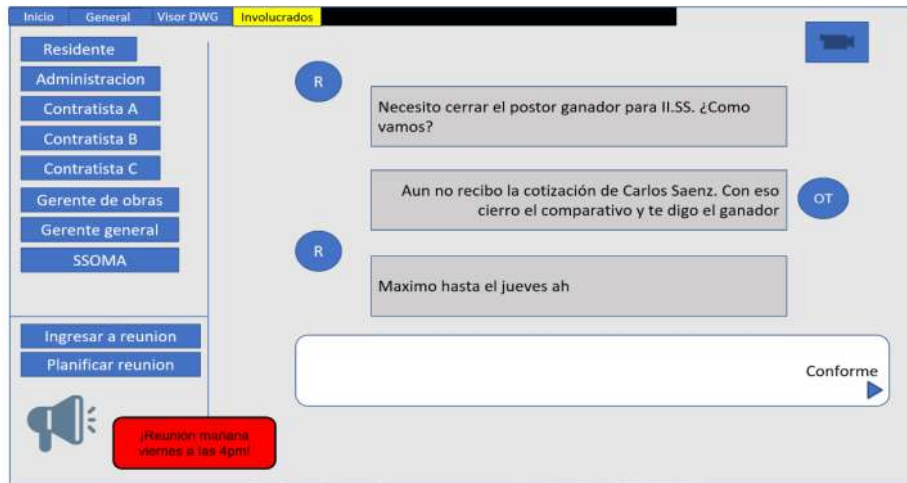 Inicio
General
Visor DWG
Involucrados
Residente
Administracion
Contratista A
Contratista B
Contratista C
Gerente de obras
Gerente general
SSOMA
Ingresar a reunion
Planificar reunion
¡Reunión mañana
viernes a las 4pm!
R
Necesito cerrar el postor ganador para II.SS. ¿Como
vamos?
Aun no recibo la cotización de Carlos Saenz. Con eso
cierro el comparativo y te digo el ganador
OT
R
Maximo hasta el jueves ah
Conforme